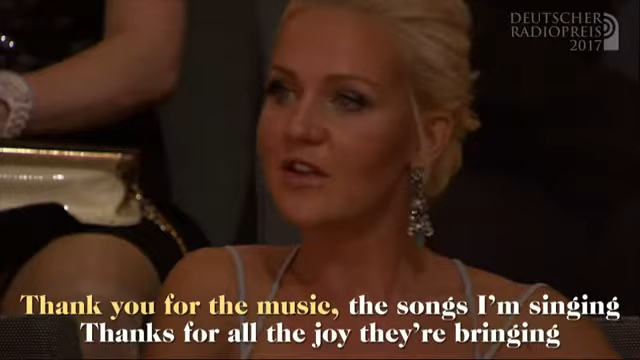 DEUTSCHER
RADIOPREIS
2017
Thank you for the music, the songs I'm singing
Thanks for all the joy they're bringing